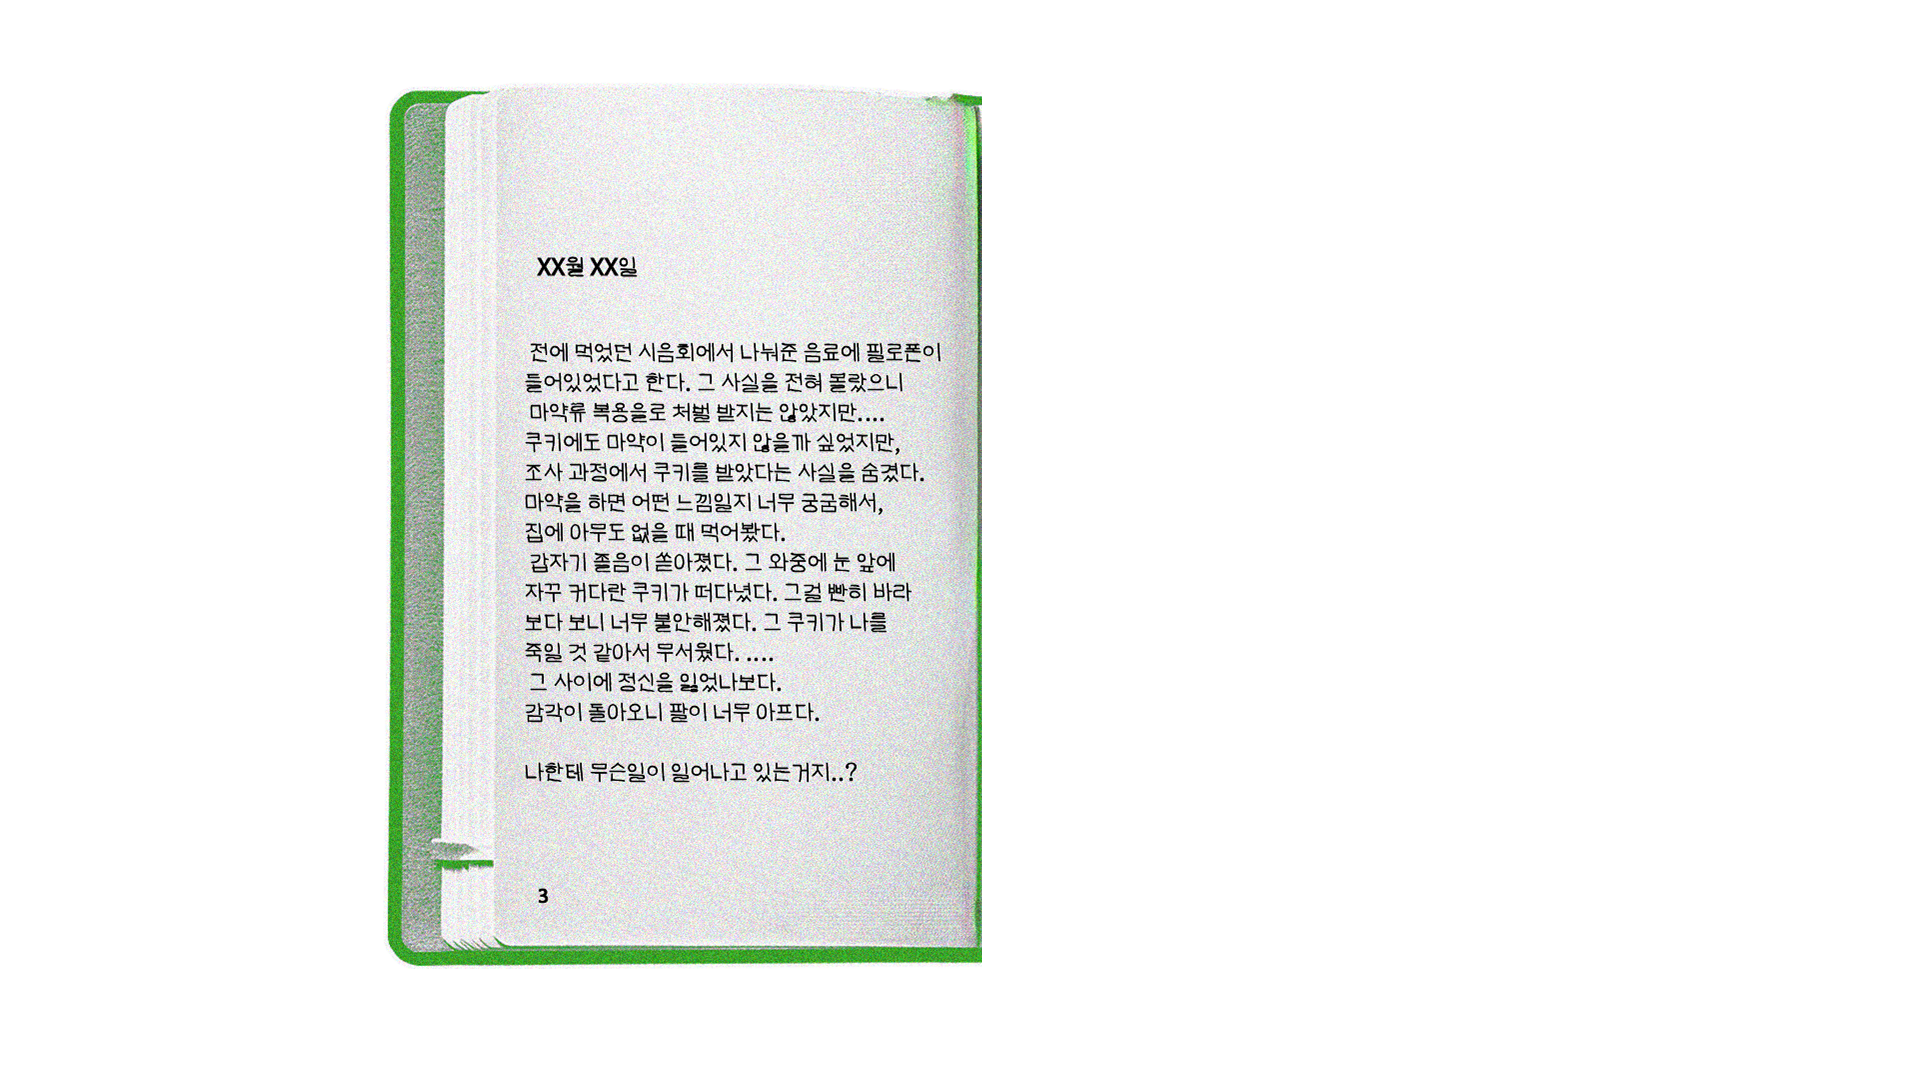 XX월 XX일
전에 먹었던 시음회에서 나눠준 음료에 필로폰이
들어있었다고 한다. 그 사실을 전혀 몰랐으니
마약류 복용을로 처벌 받지는 않았지만....
쿠키에도 마약이 들어있지 않을까 싶었지만,
조사 과정에서 쿠키를 받았다는 사실을 숨겼다.
마약을 하면 어떤 느낌일지 너무 궁굼해서,
집에 아무도 없을 때 먹어봤다.
갑자기 졸음이 쏟아졌다. 그 와중에 눈 앞에
자꾸 커다란 쿠키가 떠다녔다. 그걸 빤히 바라
보다 보니 너무 불안해졌다. 그 쿠키가 나를
죽일 것 같아서 무서웠다. ....
그 사이에 정신을 잃었나보다.
감각이 돌아오니 팔이 너무 아프다.
나한테 무슨일이 일어나고 있는거지..?
3